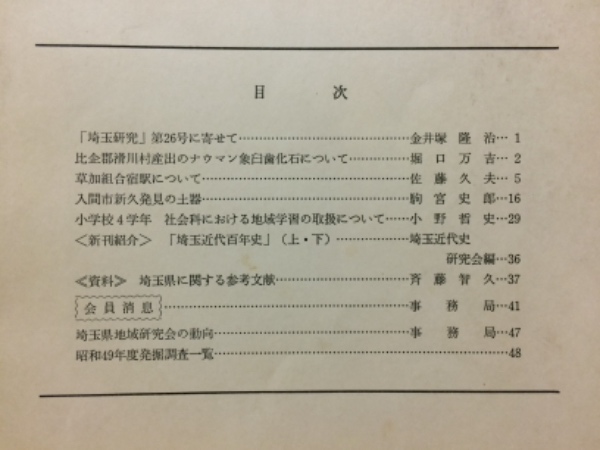 目次
「埼玉研究」第26号に寄せて…………………………金井塚隆治… 1
比企郡滑川村産出のナウマン象臼歯化石について………堀口万吉… 2
草加組合宿駅について…………………………………佐藤久夫… 5
入間市新久発見の土器…………………………………駒宮史郎…16
小学校4学年 社会科における地域学習の取扱について……小野哲史…29
<新刊紹介> 「埼玉近代百年史」(上・下)………………埼玉近代史
研究会編…36
≪資料≫ 埼玉県に関する参考文献……………………斉藤智久…37
会員消息………………………………………………事務局…41
埼玉県地域研究会の動向………………………………事務局…47
昭和49年度発掘調査一覧…………………………………………48